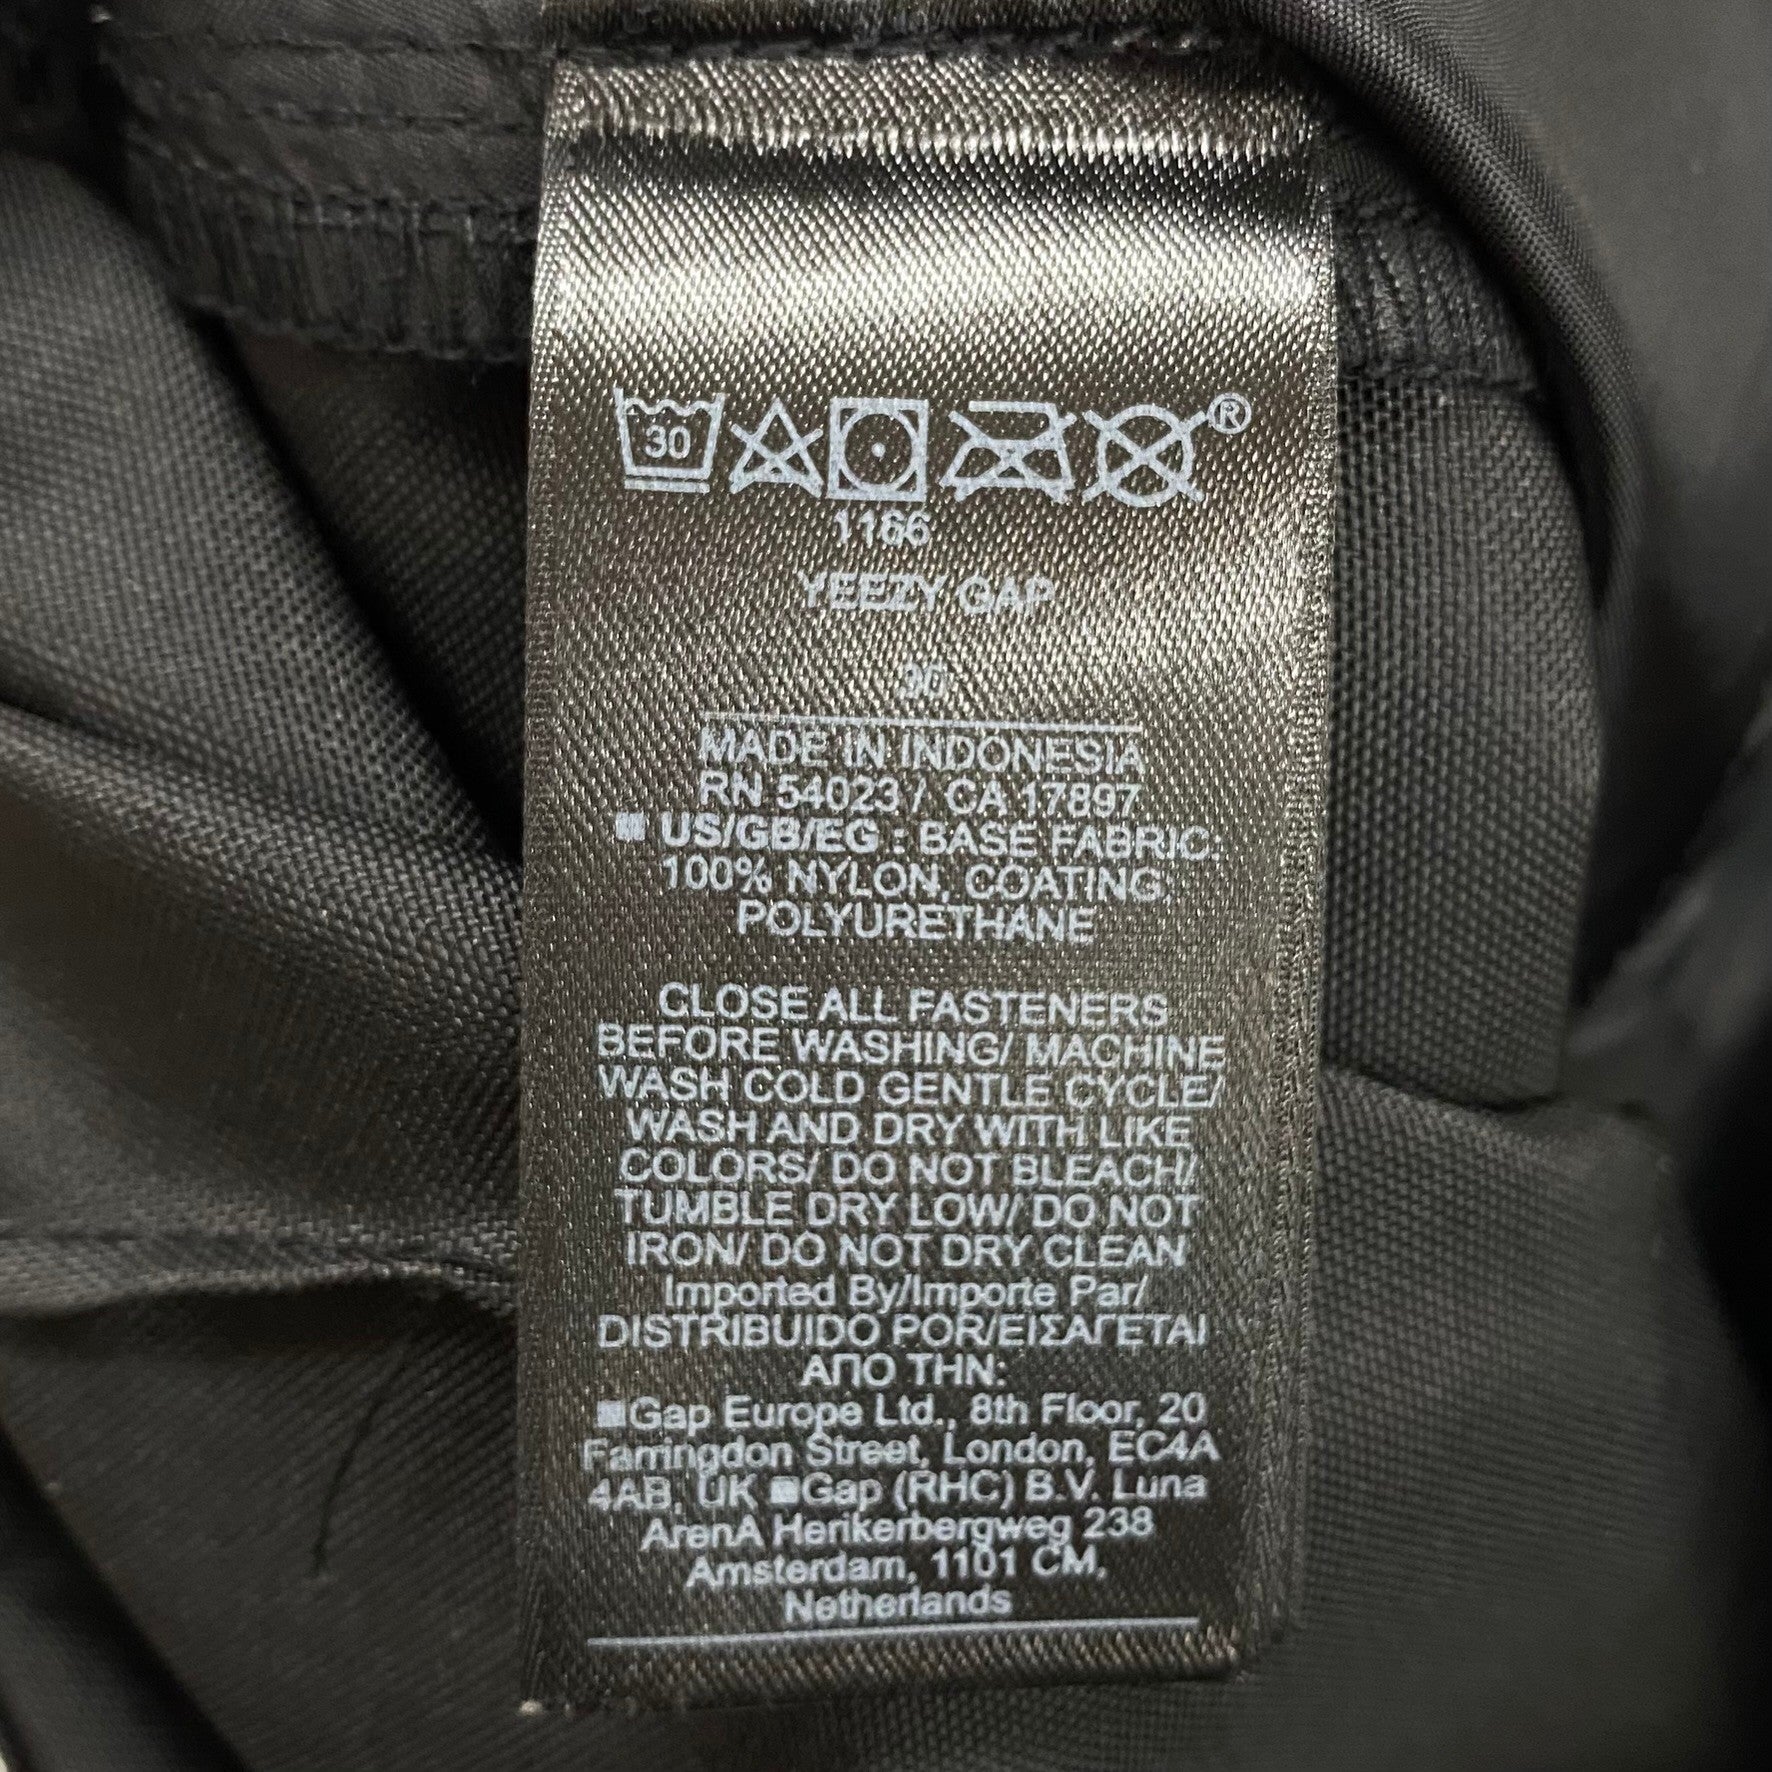 30
®
1166
YEEZY GAP
30
MADE IN INDONESIA
RN 54023 / CA 17897
US/GB/EG : BASE FABRIC:
100% NYLON, COATING:
POLYURETHANE
CLOSE ALL FASTENERS
BEFORE WASHING/ MACHINE
WASH COLD GENTLE CYCLE/
WASH AND DRY WITH LIKE
COLORS/ DO NOT BLEACH/
TUMBLE DRY LOW/ DO NOT
IRON/ DO NOT DRY CLEAN
Imported By/Importe Par/
DISTRIBUIDO POR/ΕΙΣΑΓΕΤΑΙ
ΑΠΟ ΤΗΝ:
Gap Europe Ltd., 8th Floor, 20
Farringdon Street, London, EC4A
4AB, UK Gap (RHC) B.V. Luna
ArenA Herikerbergweg 238
Amsterdam, 1101 CM,
Netherlands